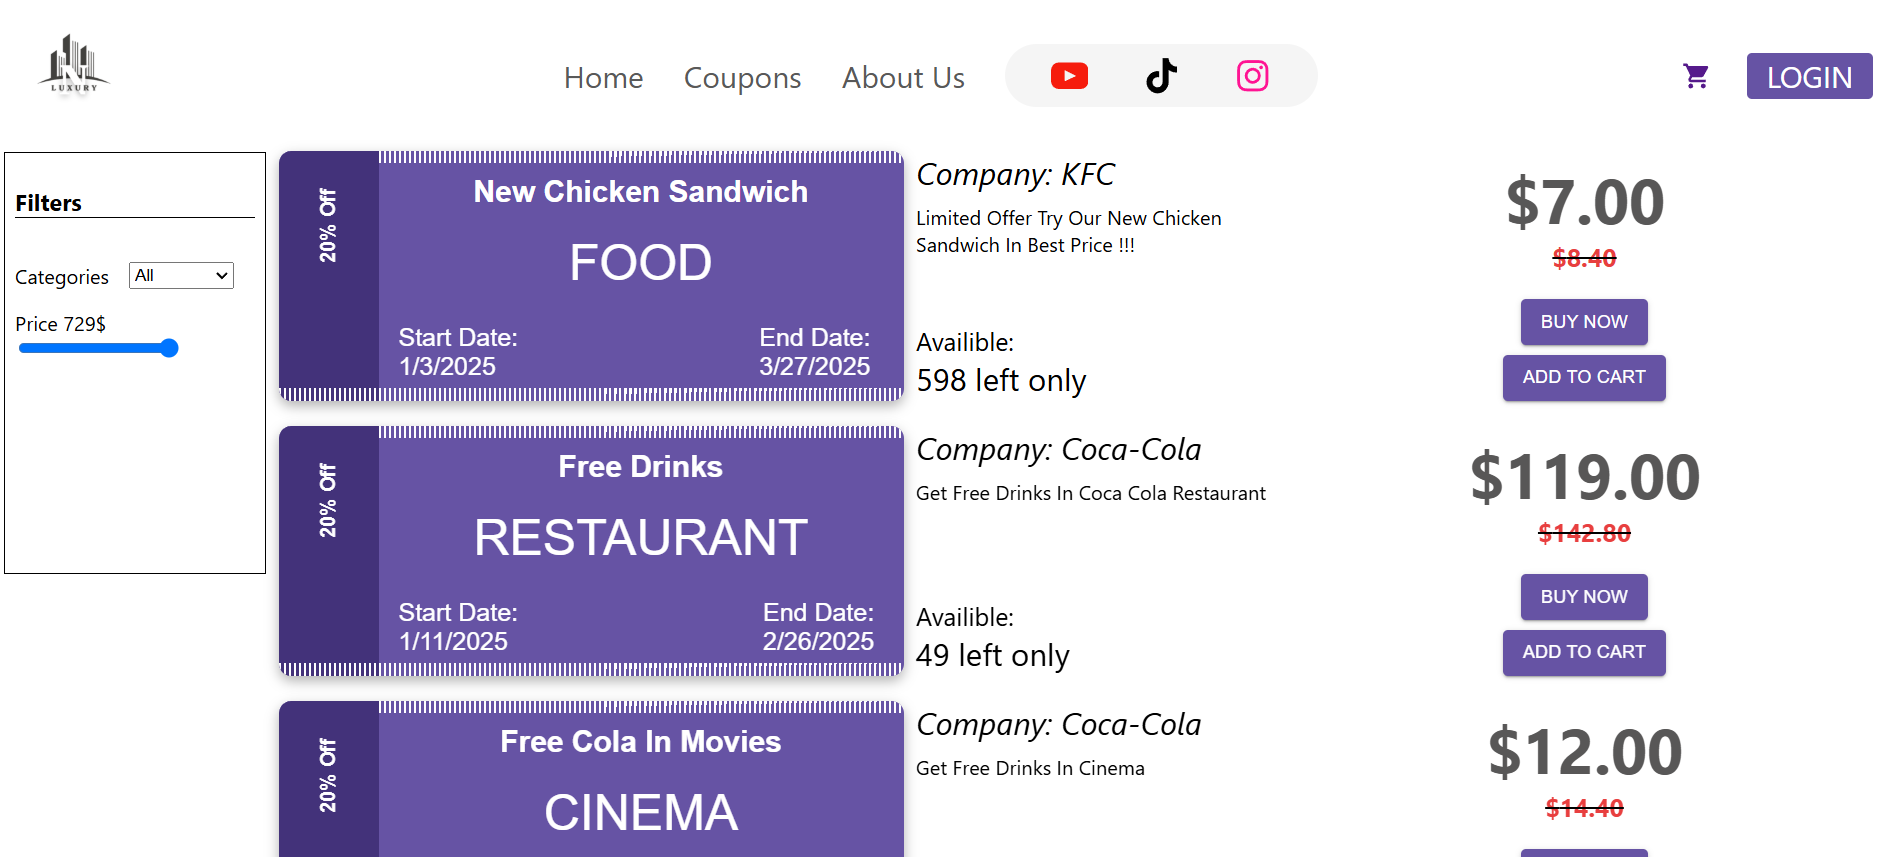 N
LUXURY
Home
Coupons
About Us
LOGIN
Filters
Categories
All
Price 729$
20% Off
New Chicken Sandwich
FOOD
Start Date:
1/3/2025
End Date:
3/27/2025
Company: KFC
Limited Offer Try Our New Chicken
Sandwich In Best Price !!!
Availible:
598 left only
$7.00
$8.40
BUY NOW
ADD TO CART
20% Off
Free Drinks
RESTAURANT
Start Date:
1/11/2025
End Date:
2/26/2025
Company: Coca-Cola
Get Free Drinks In Coca Cola Restaurant
Availible:
49 left only
$119.00
$142.80
BUY NOW
ADD TO CART
20% Off
Free Cola In Movies
CINEMA
Company: Coca-Cola
Get Free Drinks In Cinema
$12.00
$14.40